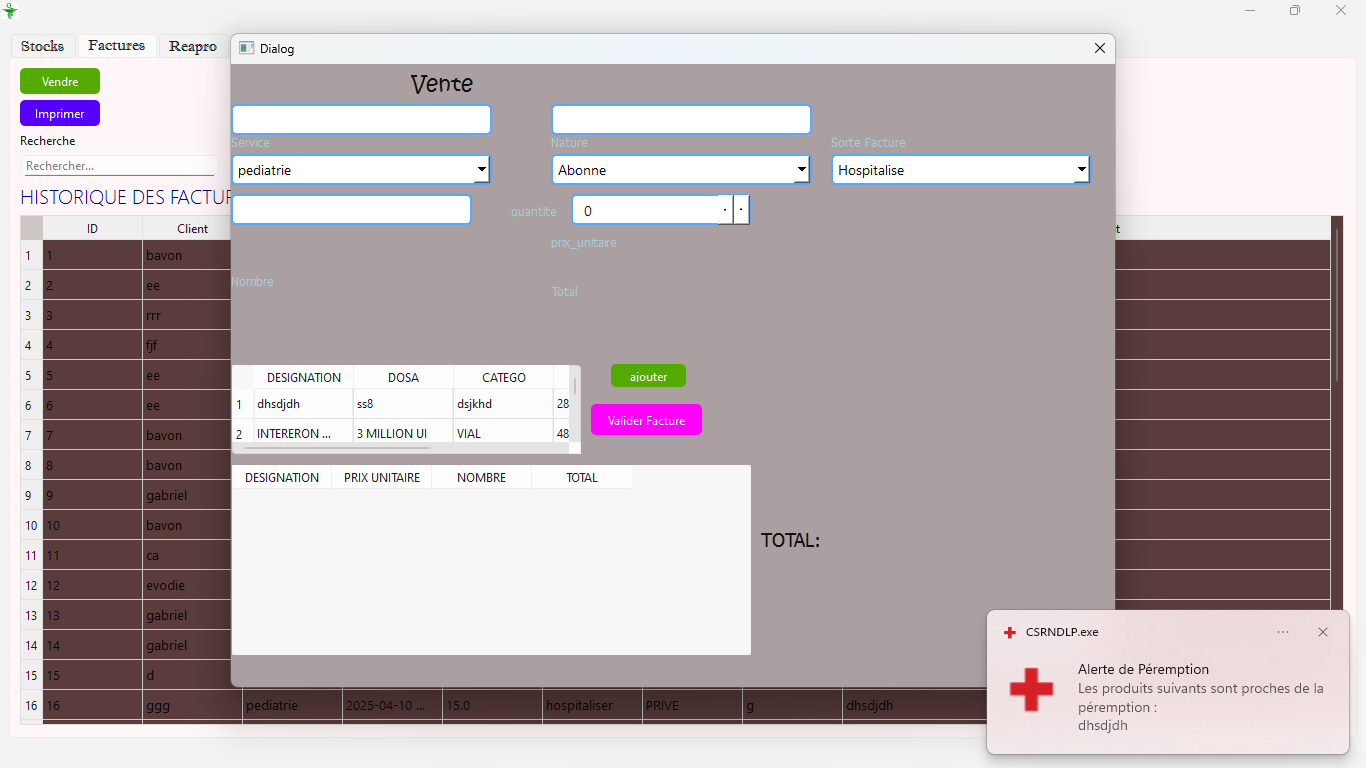 Stocks Factures Reapro
Dialog
Vendre
Imprimer
Recherche
Rechercher...
HISTORIQUE DES FACTUR
ID Client t
1 1 bavon
2 2 ee
3 3 rrr
4 4 fjf
5 5 ee
6 6 ee
7 7 bavon
8 8 bavon
9 9 gabriel
10 10 bavon
11 11 ca
12 12 evodie
13 13 gabriel
14 14 gabriel
15 15 d
16 16 ggg pediatrie 2025-04-10 ... 15.0 hospitaliser PRIVE g dhsdjdh
Vente
Service Nature Sorte Facture
pediatrie Abonne Hospitalise
quantite 0
prix_unitaire
Nombre
Total
DESIGNATION DOSA CATEGO
1 dhsdjdh ss8 dsjkhd 28
2 INTERERON ... 3 MILLION UI VIAL 48
ajouter
Valider Facture
DESIGNATION PRIX UNITAIRE NOMBRE TOTAL
TOTAL:
CSRNDLP.exe
Alerte de Péremption
Les produits suivants sont proches de la
péremption :
dhsdjdh